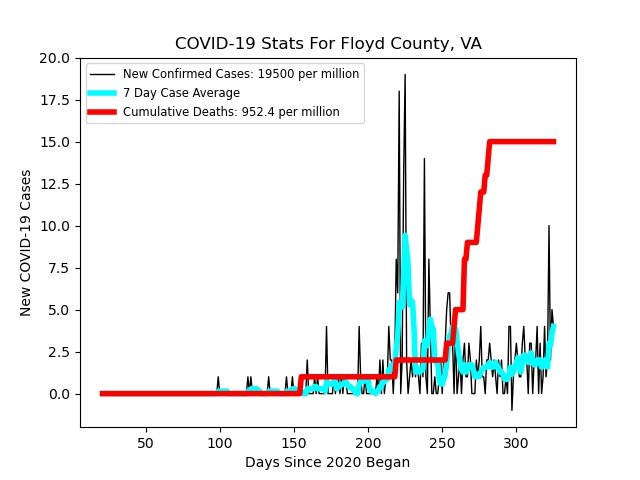 COVID-19 Stats For Floyd County, VA
New Confirmed Cases: 19500 per million
7 Day Case Average
Cumulative Deaths: 952.4 per million
New COVID-19 Cases
20.0
17.5
15.0
12.5
10.0
7.5
5.0
2.5
0.0
50 100 150 200 250 300
Days Since 2020 Began